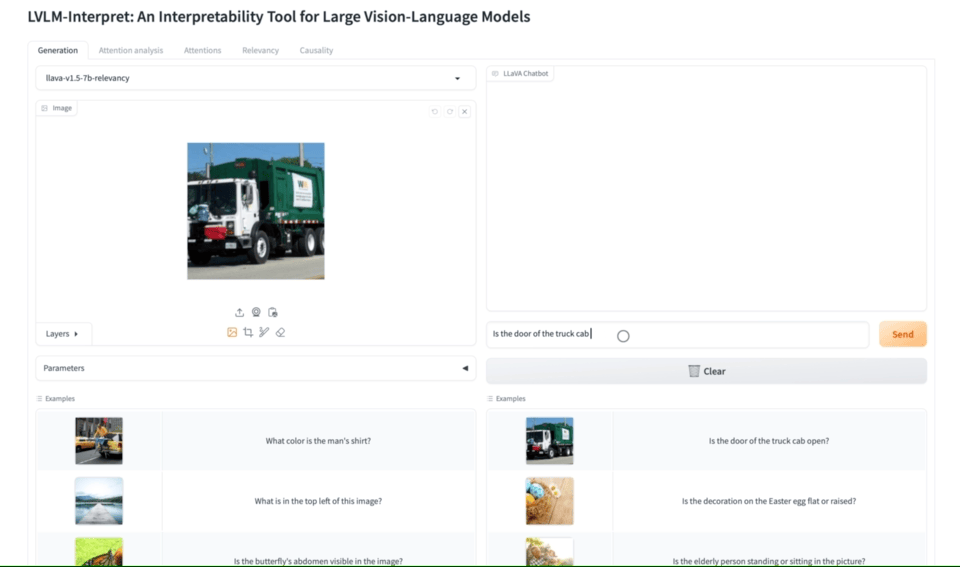 LVLM-Interpret: An Interpretability Tool for Large Vision-Language Models
Generation Attention analysis Attentions Relevancy Causality
llava-v1.5-7b-relevancy
Image
Layers
Parameters
Examples
What color is the man's shirt?
What is in the top left of this image?
Is the butterfly's abdomen visible in the image?
LLaVA Chatbot
Is the door of the truck cab
Send
Clear
Examples
Is the door of the truck cab open?
Is the decoration on the Easter egg flat or raised?
Is the elderly person standing or sitting in the picture?